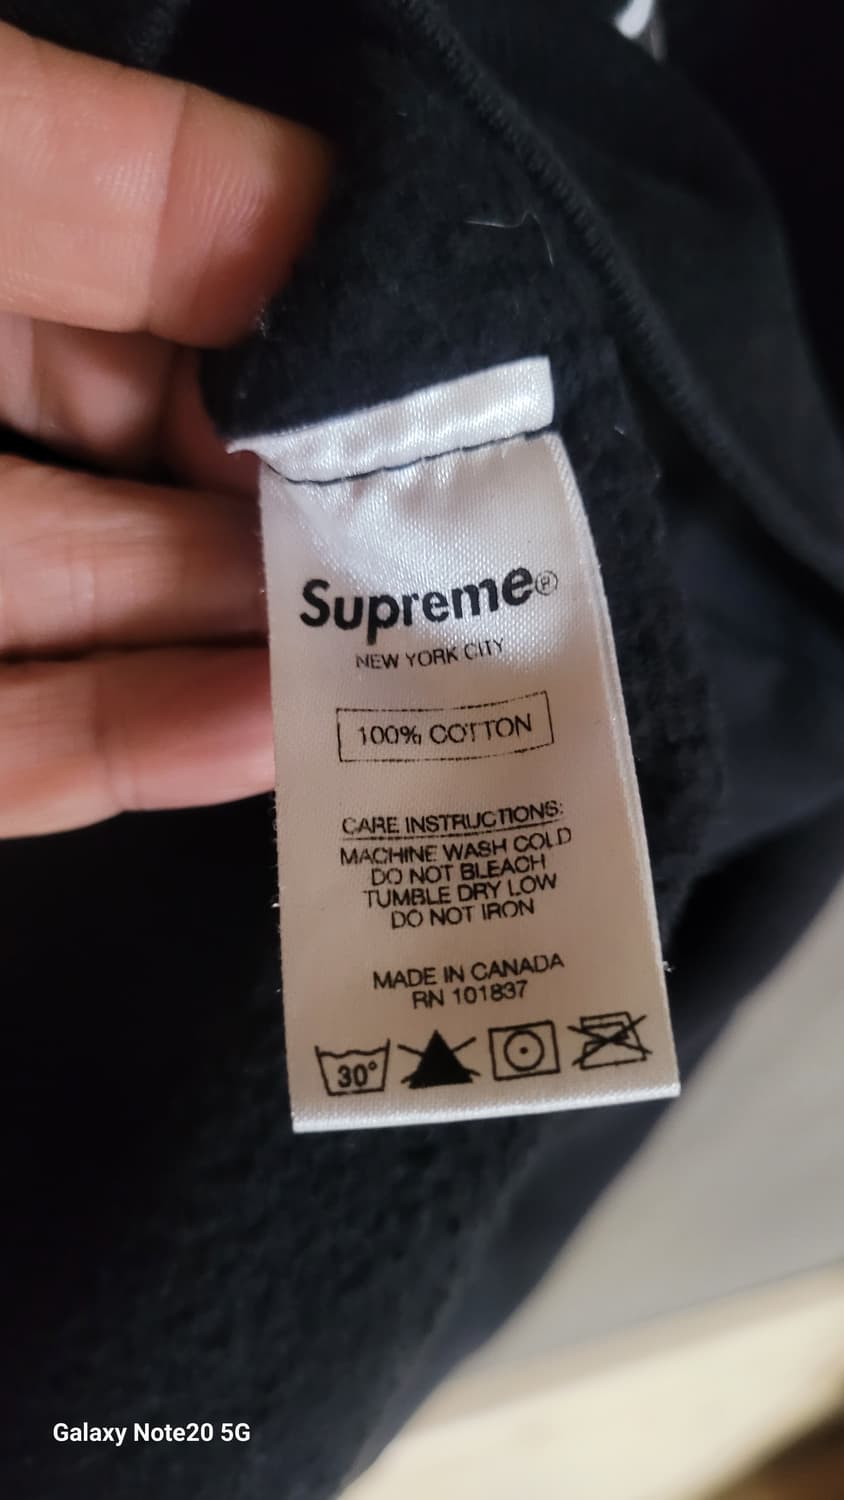 Supreme®
NEW YORK CITY
100% COTTON
CARE INSTRUCTIONS:
MACHINE WASH COLD
DO NOT BLEACH
TUMBLE DRY LOW
DO NOT IRON
MADE IN CANADA
RN 101837
30°
Galaxy Note20 5G